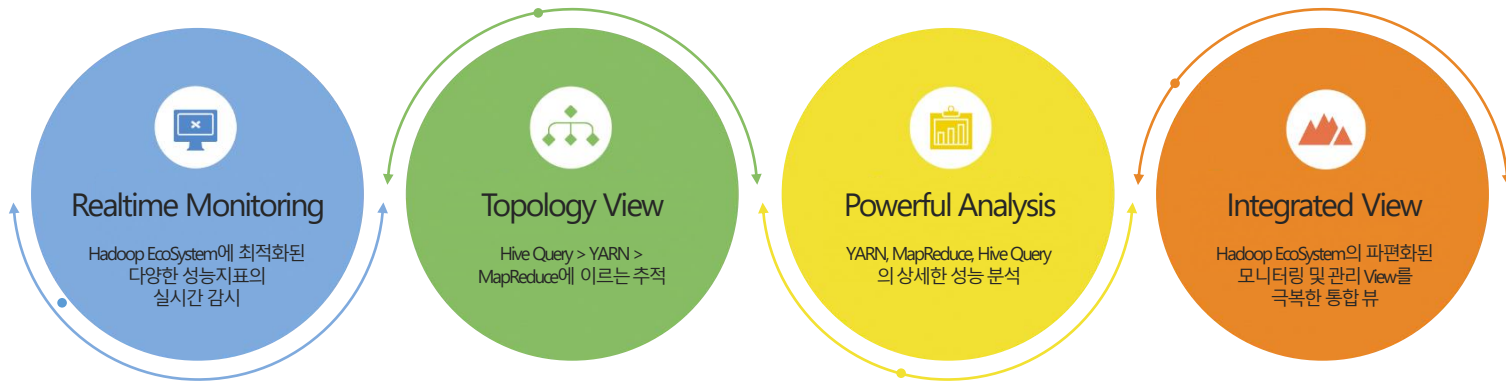 Realtime Monitoring
Hadoop EcoSystem에 최적화된
다양한 성능지표의
실시간 감시
Topology View
Hive Query > YARN >
MapReduce에 이르는 추적
Powerful Analysis
YARN, MapReduce, Hive Query
의 상세한 성능 분석
Integrated View
Hadoop EcoSystem의 파편화된
모니터링 및 관리 View를
극복한 통합 뷰